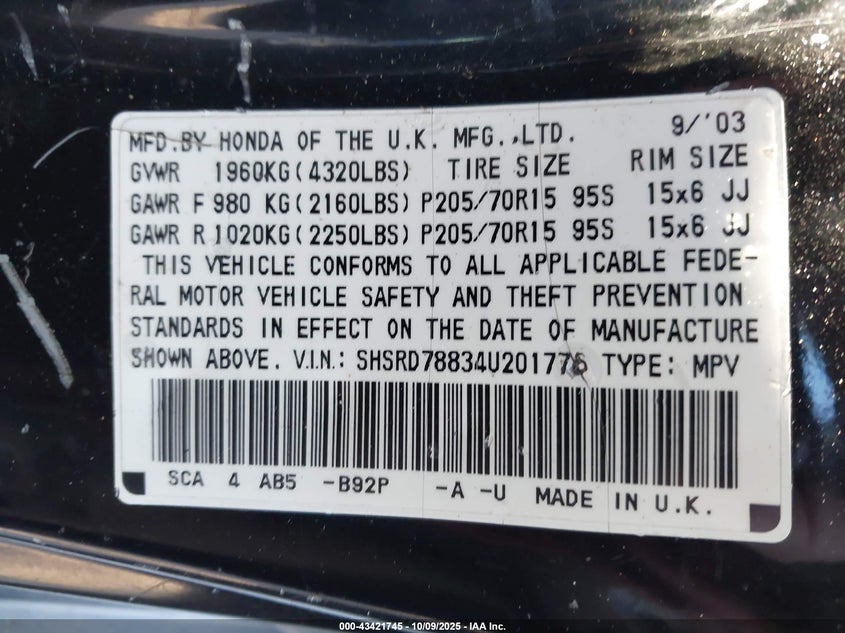 MFD. BY HONDA OF THE U.K. MFG.,LTD. 9/'03
GVWR 1960KG(4320LBS) TIRE SIZE RIM SIZE
GAWR F 980 KG(2160LBS) P205/70R15 95S 15x6 JJ
GAWR R 1020KG(2250LBS) P205/70R15 95S 15x6 JJ
THIS VEHICLE CONFORMS TO ALL APPLICABLE FEDE-
RAL MOTOR VEHICLE SAFETY AND THEFT PREVENTION
STANDARDS IN EFFECT ON THE DATE OF MANUFACTURE
SHOWN ABOVE. V.I.N.: SHSRD78834U201776 TYPE: MPV
SCA 4 AB5 -B92P -A -U MADE IN U.K.
000-43421745 - 10/09/2025 - IAA Inc.